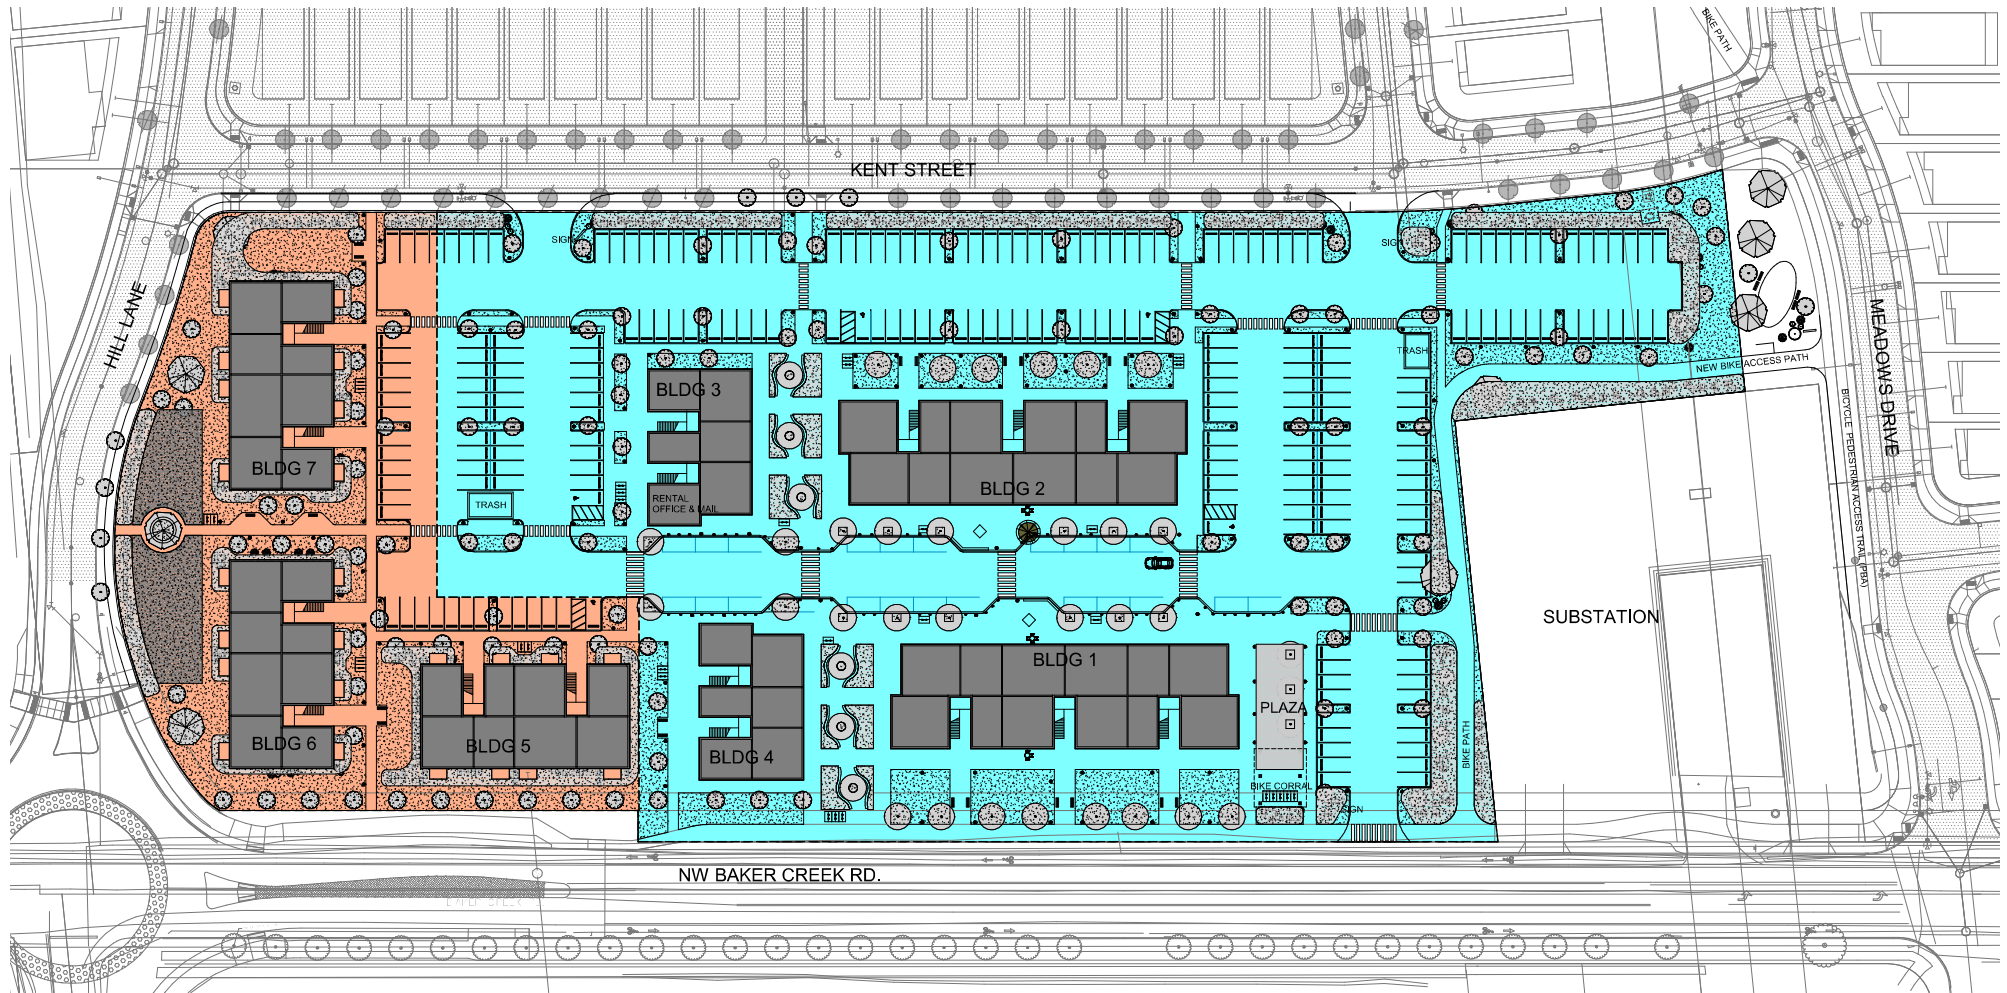 BIKE PATH
KENT STREET
SIGN
SIGN
HILL LANE
MEADOWS DRIVE
TRASH
NEW BIKE ACCESS PATH
BLDG 3
BICYCLE PEDESTRIAN ACCESS TRAIL (PBA)
BLDG 7
BLDG 2
TRASH
RENTAL
OFFICE & MAIL
SUBSTATION
BLDG 1
PLAZA
BLDG 6
BLDG 5
BLDG 4
BIKE PATH
BIKE CORRAL
SIGN
NW BAKER CREEK RD.